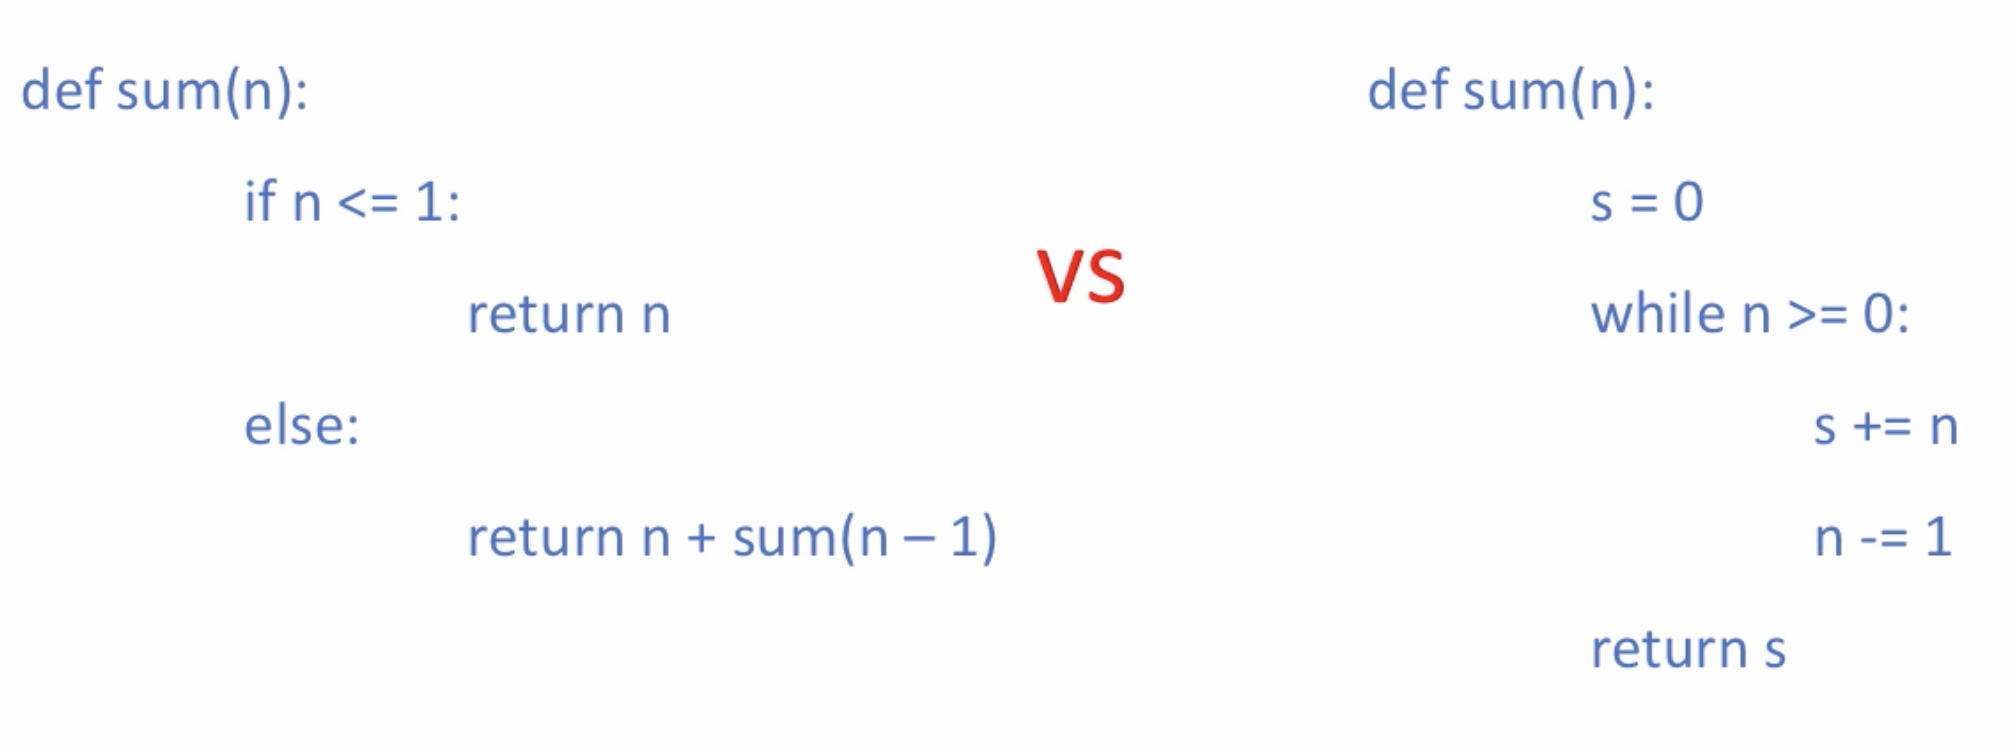 def sum(n):
if n <= 1:
return n
else:
return n + sum(n – 1)
vs
def sum(n):
s = 0
while n >= 0:
s += n
n -= 1
return s